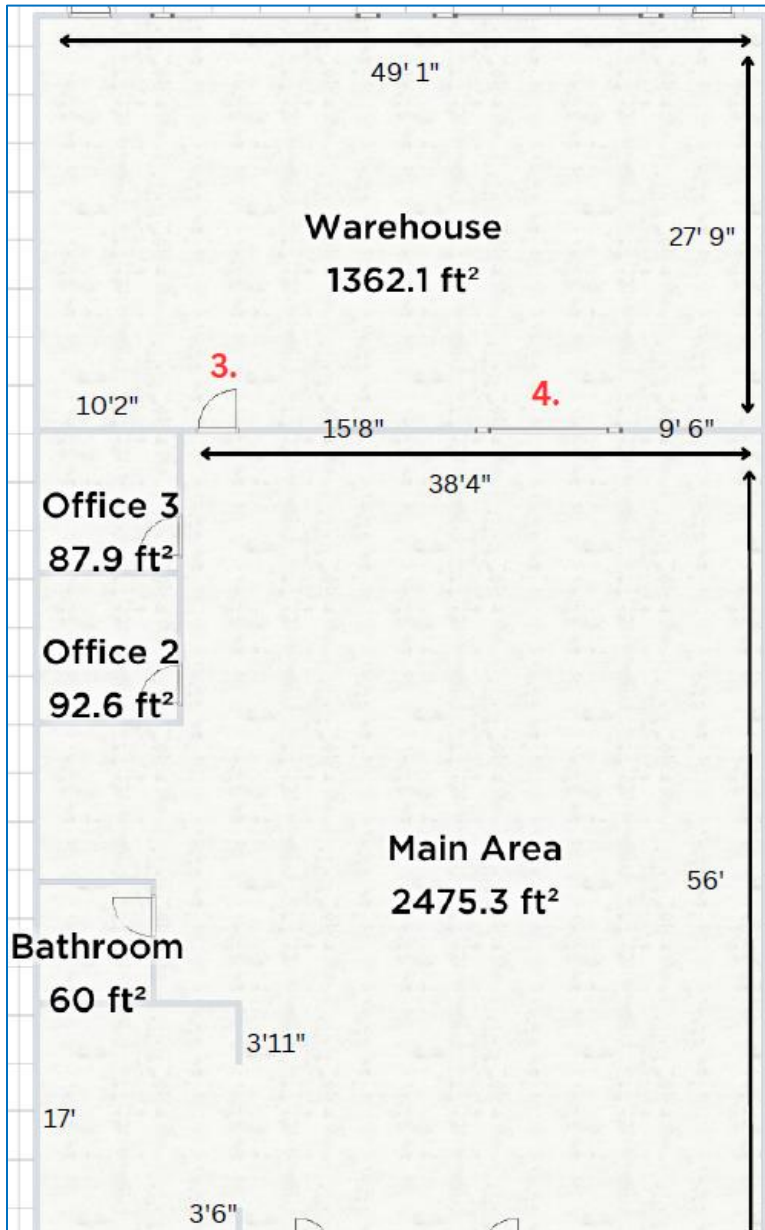 49' 1"
Warehouse
1362.1 ft²
27' 9"
3.
4.
10'2"
15'8"
9' 6"
38'4"
Office 3
87.9 ft²
Office 2
92.6 ft²
Main Area
2475.3 ft²
56'
Bathroom
60 ft²
3'11"
17'
3'6"